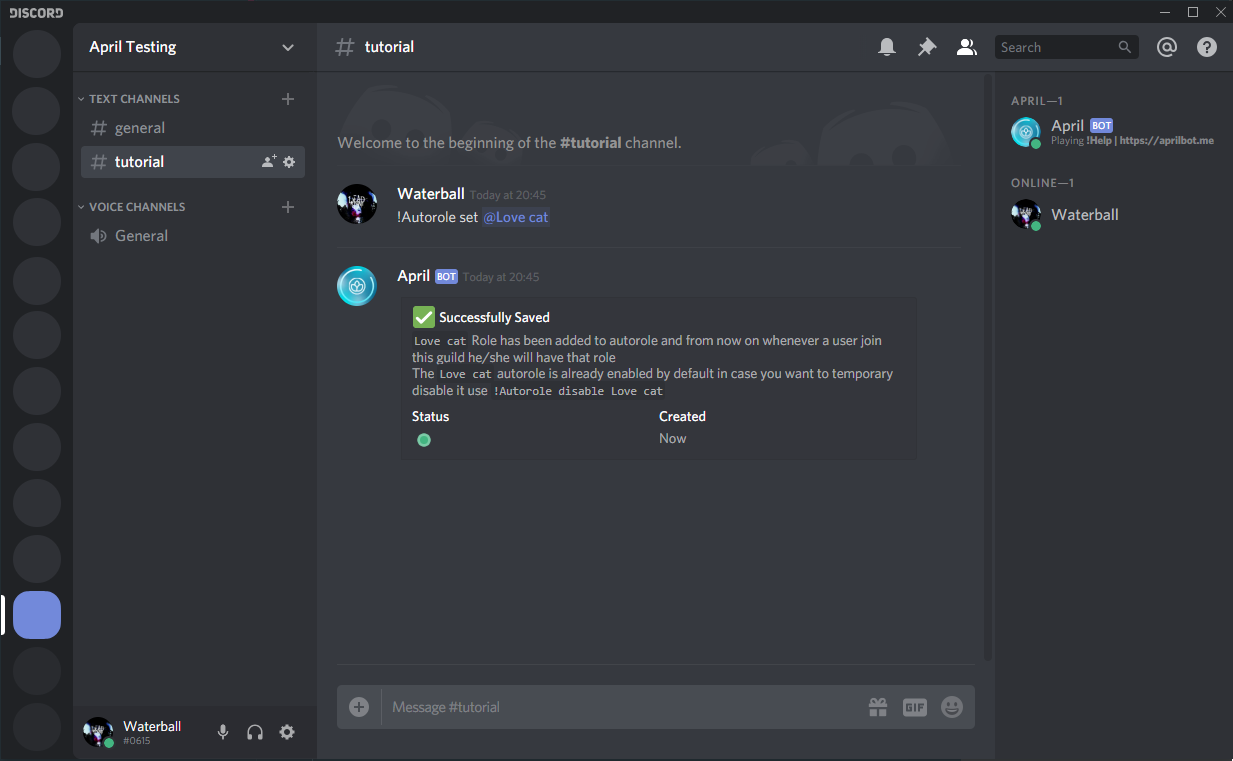 DISCORD
April Testing
TEXT CHANNELS
general
tutorial
VOICE CHANNELS
General
Waterball
#0615
# tutorial
Search
Welcome to the beginning of the #tutorial channel.
Waterball Today at 20:45
!Autorole set @Love cat
April BOT Today at 20:45
Successfully Saved
Love cat Role has been added to autorole and from now on whenever a user join
this guild he/she will have that role
The Love cat autorole is already enabled by default in case you want to temporary
disable it use !Autorole disable Love cat
Status Created
Now
Message #tutorial
GIF
APRIL—1
April BOT
Playing !Help | https://aprilbot.me
ONLINE—1
Waterball